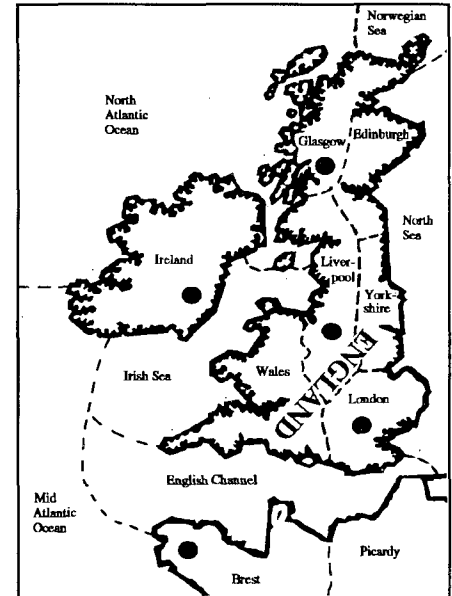 Norwegian
Sea
North
Atlantic
Ocean
Glasgow
Edinburgh
North
Sea
Ireland
Liver-
pool
York-
shire
ENGLAND
Irish Sea
Wales
London
English Channel
Mid
Atlantic
Ocean
Brest
Picardy